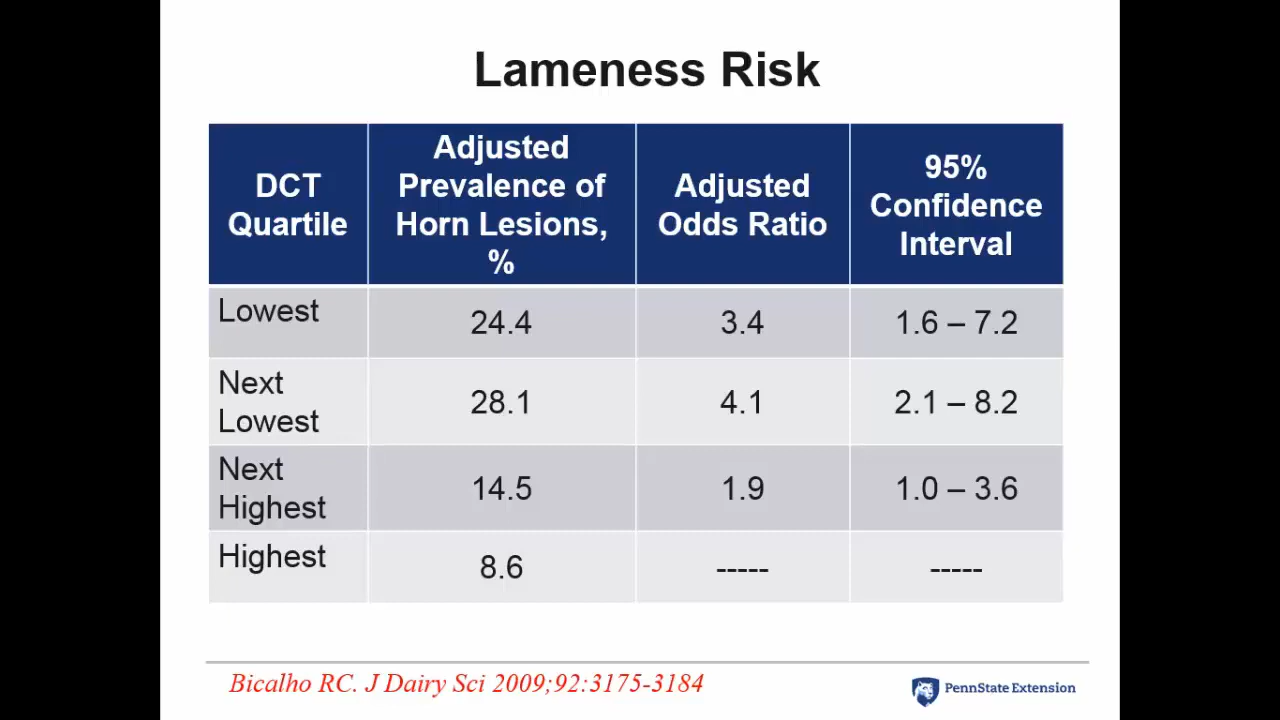 Lameness Risk
DCT
Quartile
Adjusted
Prevalence of
Horn Lesions,
%
Adjusted
Odds Ratio
95%
Confidence
Interval
Lowest
24.4
3.4
1.6 – 7.2
Next
Lowest
28.1
4.1
2.1 – 8.2
Next
Highest
14.5
1.9
1.0 – 3.6
Highest
8.6
-----
-----
Bicalho RC. J Dairy Sci 2009;92:3175-3184
PennState Extension